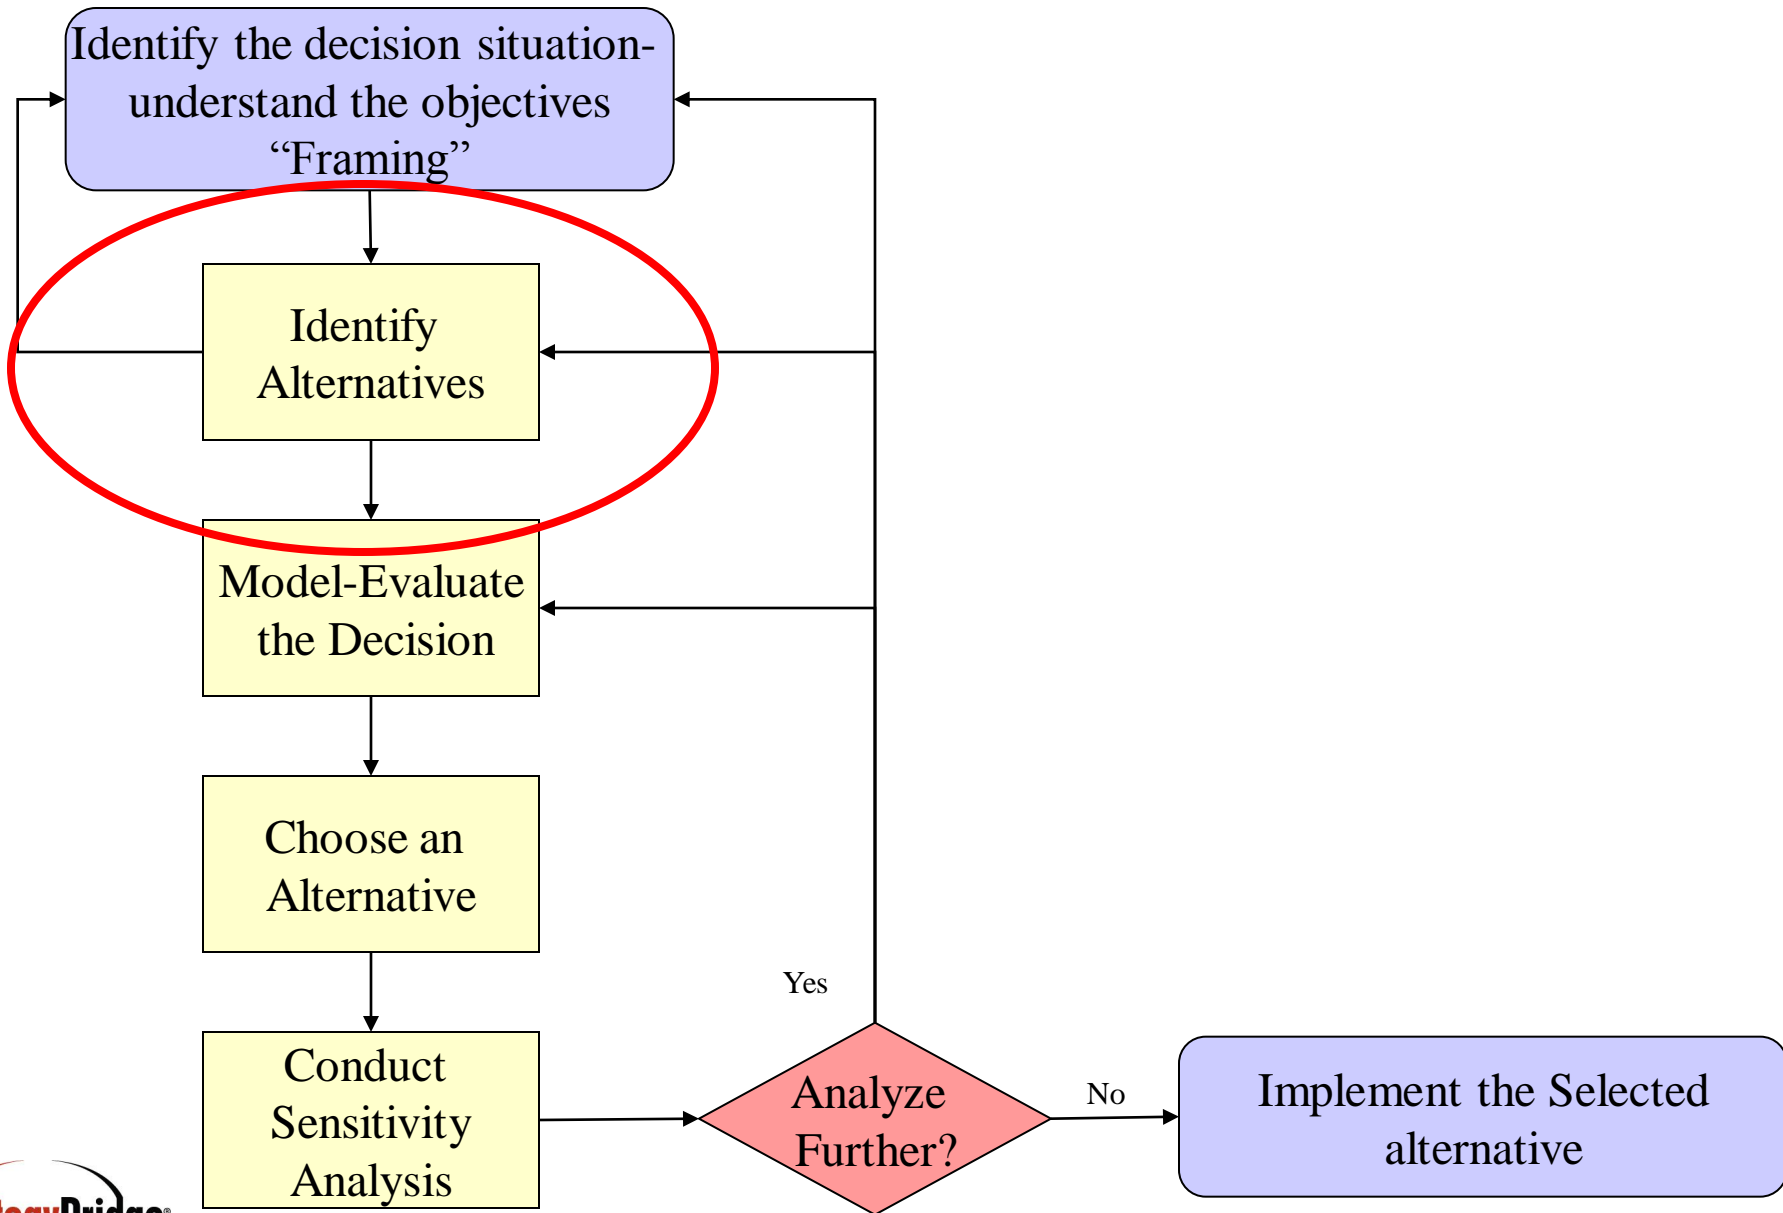 Identify the decision situation-
understand the objectives
“Framing”
Identify
Alternatives
Model-Evaluate
the Decision
Choose an
Alternative
Yes
Conduct
Sensitivity
Analysis
Analyze
Further?
No
Implement the Selected
alternative